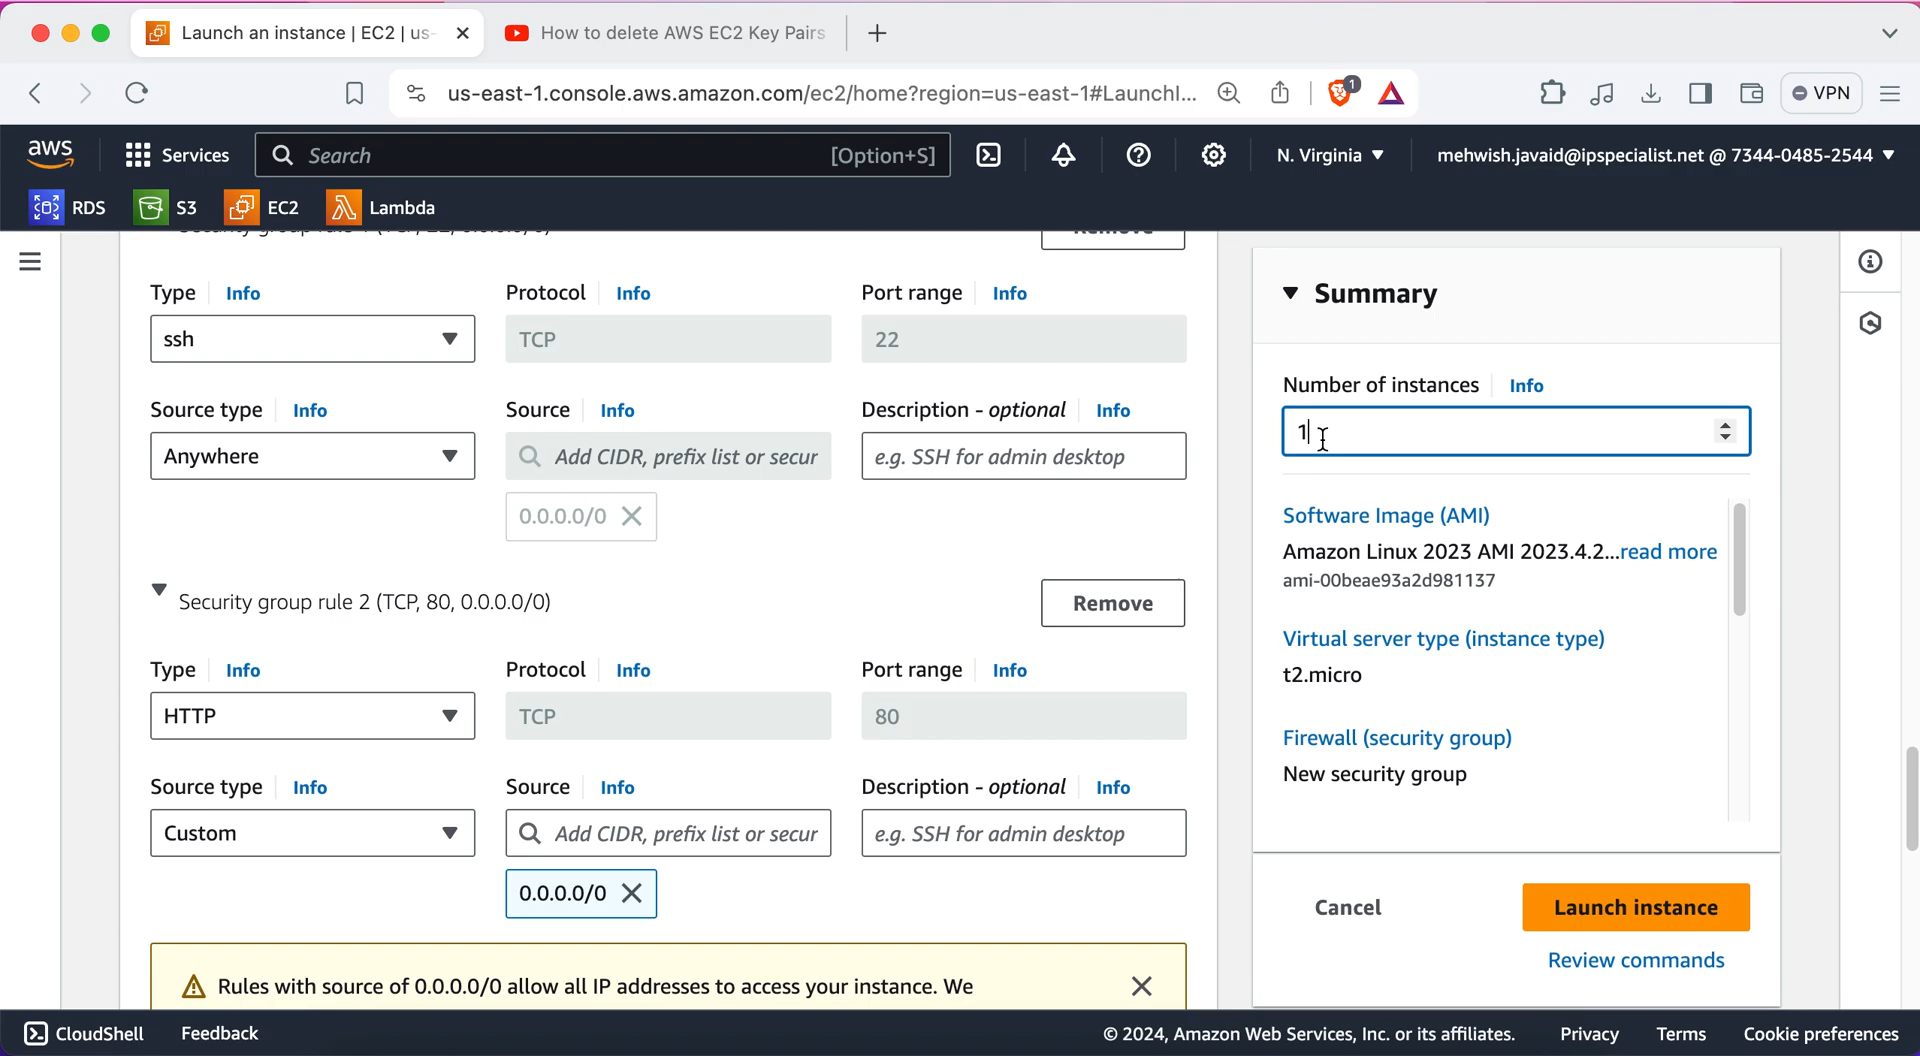 Launch an instance | EC2 | us-
How to delete AWS EC2 Key Pairs
us-east-1.console.aws.amazon.com/ec2/home?region=us-east-1#LaunchI...
1
VPN
aws
Services
Search
[Option+S]
N. Virginia
mehwish.javaid@ipspecialist.net @ 7344-0485-2544
RDS
S3
EC2
Lambda
Remove
Type Info
Protocol Info
Port range Info
ssh
TCP
22
Source type Info
Source Info
Description - optional Info
Anywhere
Add CIDR, prefix list or secur
e.g. SSH for admin desktop
0.0.0.0/0
Security group rule 2 (TCP, 80, 0.0.0.0/0)
Remove
Type Info
Protocol Info
Port range Info
HTTP
TCP
80
Source type Info
Source Info
Description - optional Info
Custom
Add CIDR, prefix list or secur
e.g. SSH for admin desktop
0.0.0.0/0
Rules with source of 0.0.0.0/0 allow all IP addresses to access your instance. We
Summary
Number of instances Info
1
Software Image (AMI)
Amazon Linux 2023 AMI 2023.4.2...read more
ami-00beae93a2d981137
Virtual server type (instance type)
t2.micro
Firewall (security group)
New security group
Cancel
Launch instance
Review commands
CloudShell
Feedback
© 2024, Amazon Web Services, Inc. or its affiliates.
Privacy
Terms
Cookie preferences